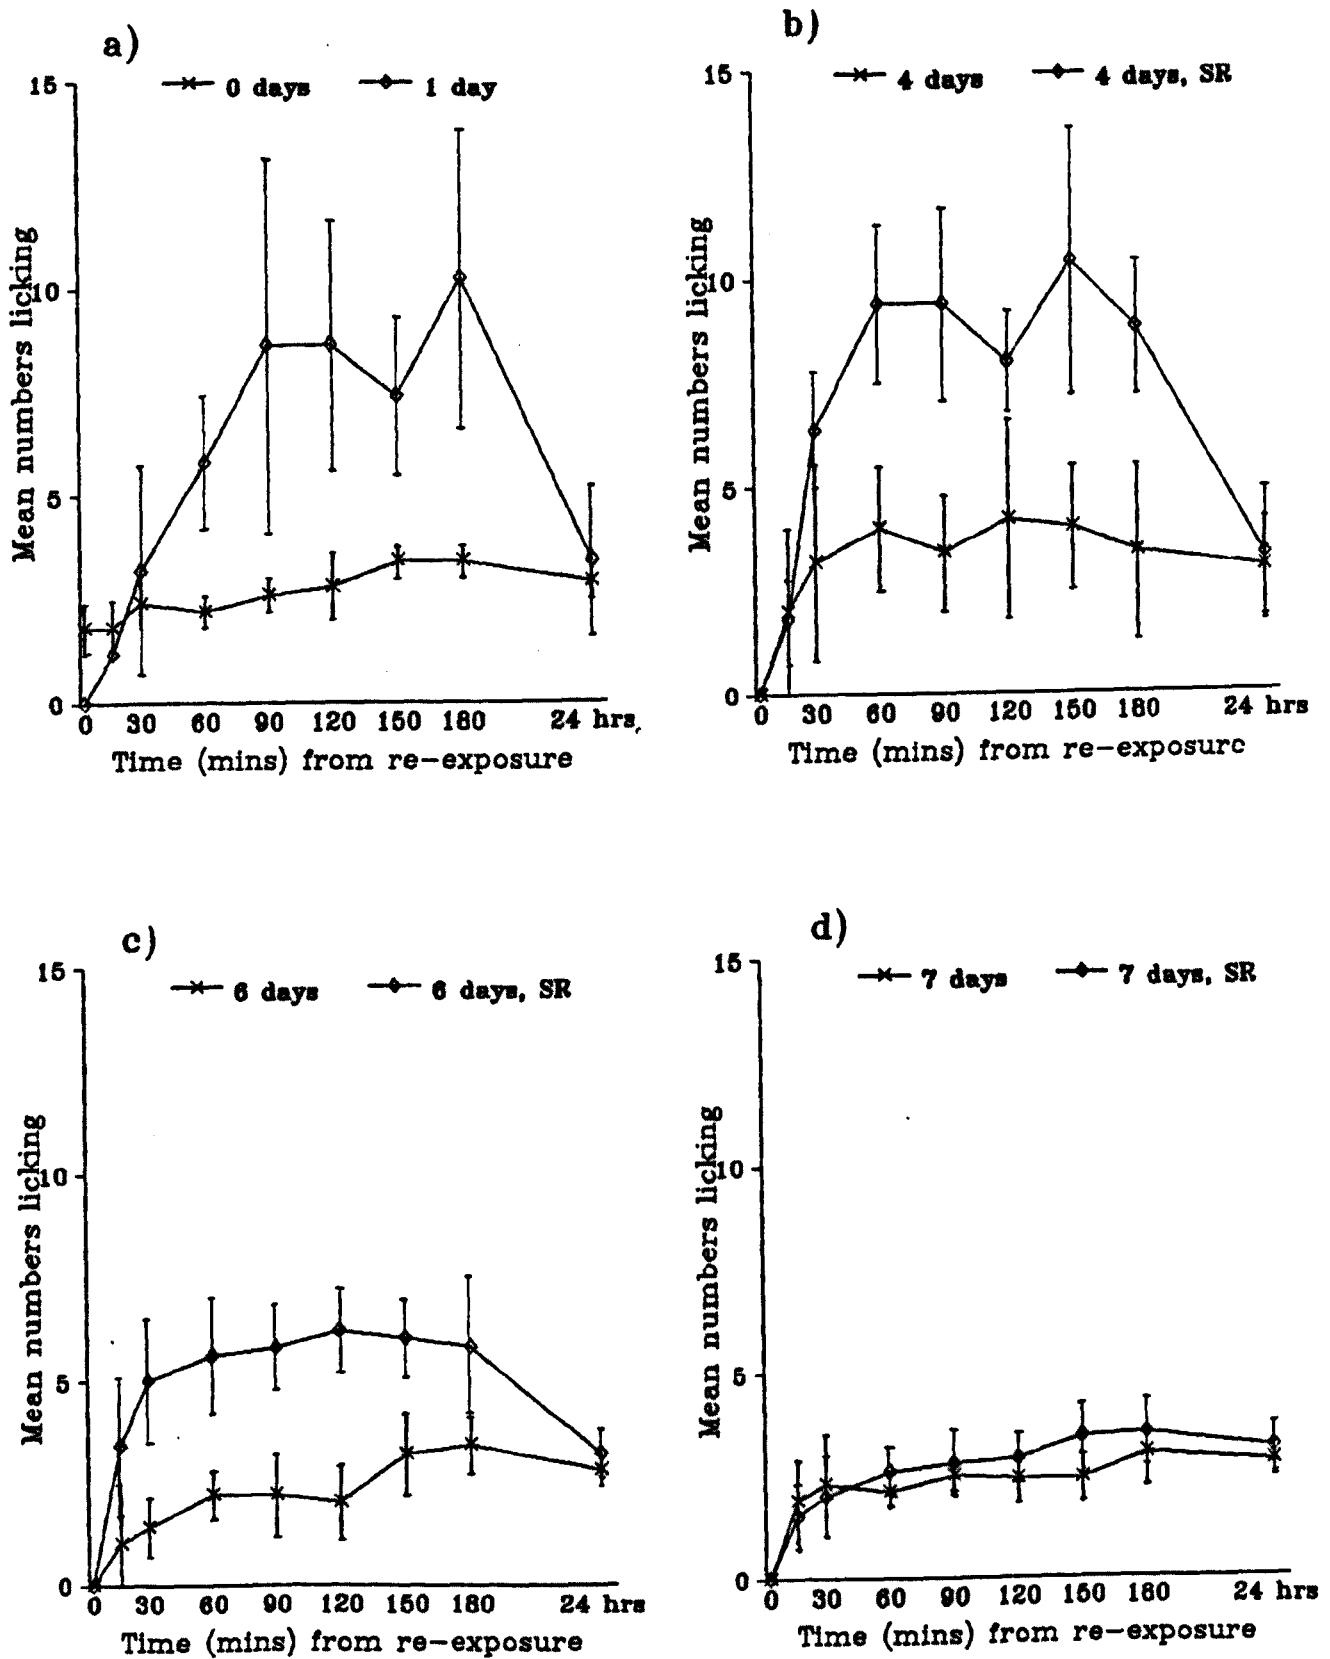 a)
0 days 1 day
15
10
5
0
Mean numbers licking
0 30 60 90 120 150 180 24 hrs
Time (mins) from re-exposure
b)
4 days 4 days, SR
15
10
5
0
Mean numbers licking
0 30 60 90 120 150 180 24 hrs
Time (mins) from re-exposure
c)
6 days 6 days, SR
15
10
5
0
Mean numbers licking
0 30 60 90 120 150 180 24 hrs
Time (mins) from re-exposure
d)
7 days 7 days, SR
15
10
5
0
Mean numbers licking
0 30 60 90 120 150 180 24 hrs
Time (mins) from re-exposure